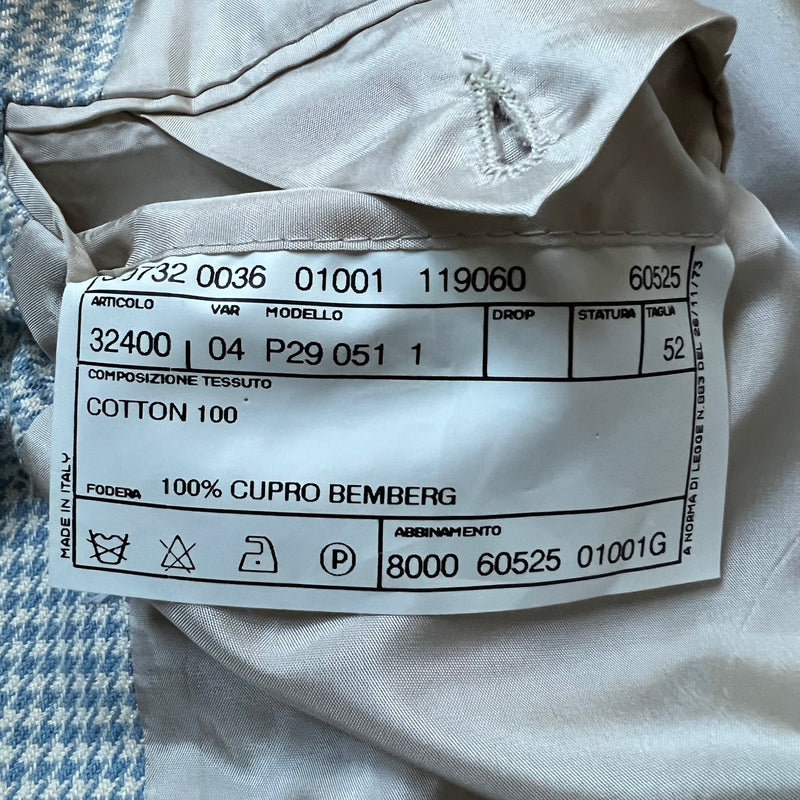 0036 01001 119060 60525
ARTICOLO VAR MODELLO DROP STATURA TAGLIA
32400 04 P29 051 1 52
COMPOSIZIONE TESSUTO
COTTON 100
FODERA 100% CUPRO BEMBERG
ABBINAMENTO
P 8000 60525 01001G
MADE IN ITALY
A NORMA DI LEGGE N.883 DEL 26/11/73